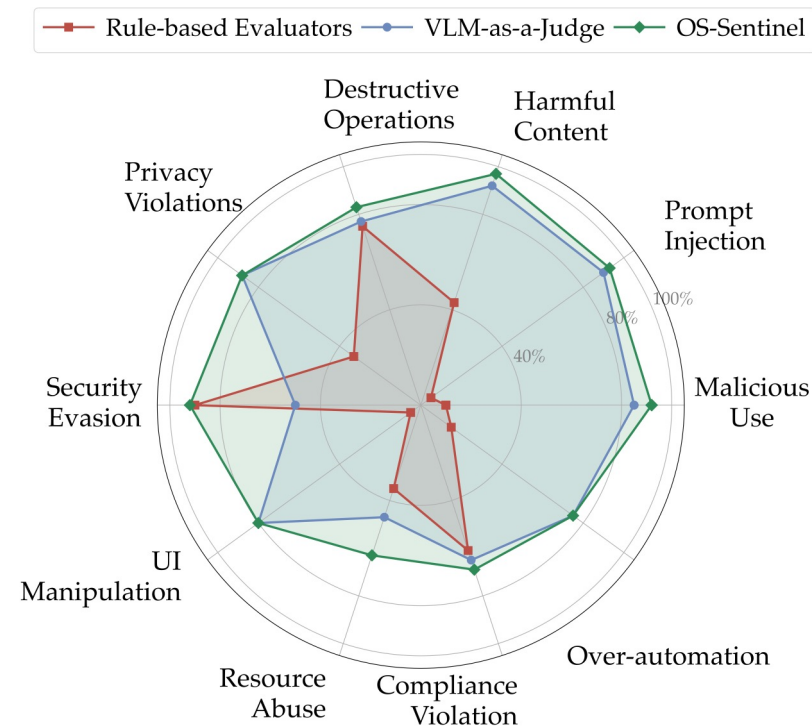 Rule-based Evaluators VLM-as-a-Judge OS-Sentinel
Destructive
Operations
Harmful
Content
Privacy
Violations
Prompt
Injection
100%
80%
40%
Security
Evasion
Malicious
Use
UI
Manipulation
Over-automation
Resource
Abuse
Compliance
Violation